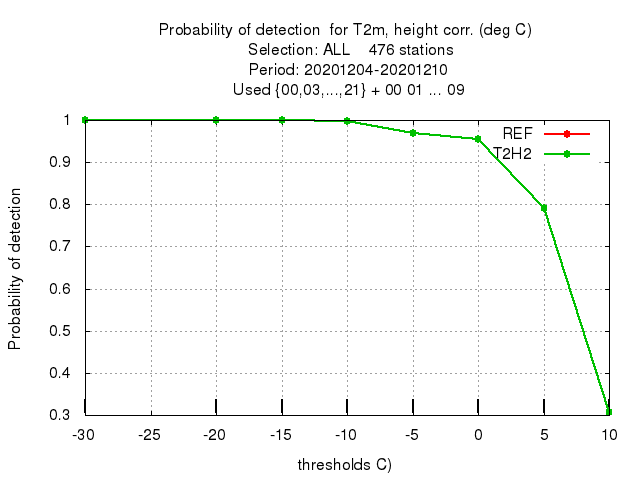 Probability of detection  for T2m, height corr. (deg C)
Selection: ALL    476 stations
Period: 20201204-20201210
Used {00,03,...,21} + 00 01 ... 09
REF
T2H2
Probability of detection
1
0.9
0.8
0.7
0.6
0.5
0.4
0.3
-30 -25 -20 -15 -10 -5 0 5 10
thresholds C)